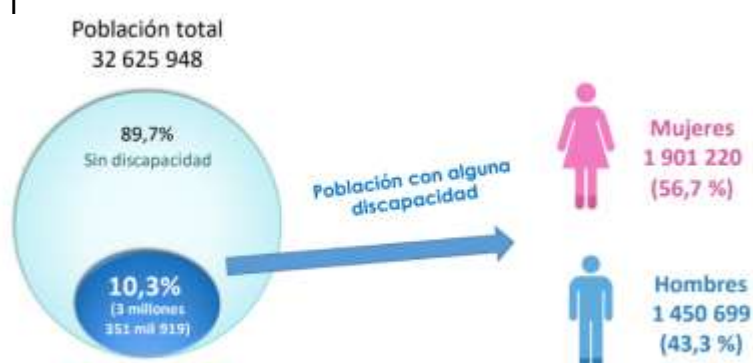 Población total
32 625 948
89,7%
Sin discapacidad
10,3%
(3 millones
351 mil 919)
Población con alguna
discapacidad
Mujeres
1 901 220
(56,7 %)
Hombres
1 450 699
(43,3 %)